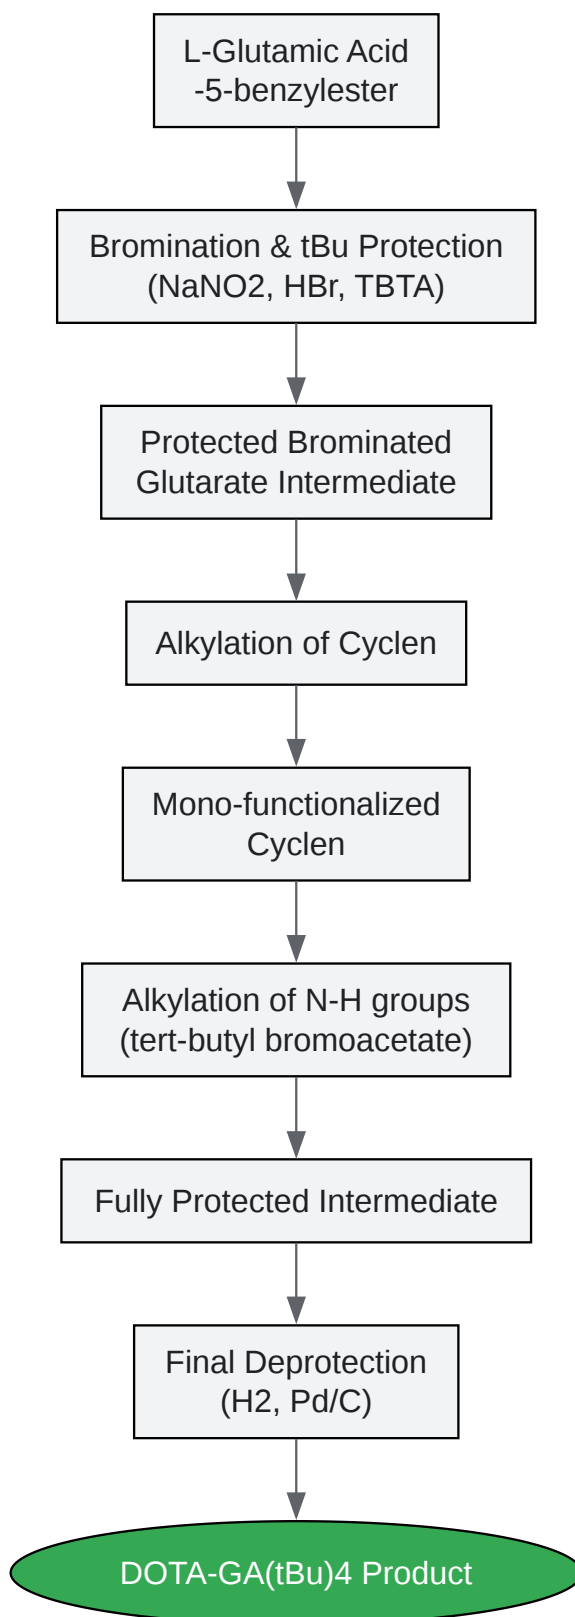 L-Glutamic Acid
-5-benzylester
Bromination & tBu Protection
(NaNO2, HBr, TBTA)
Protected Brominated
Glutarate Intermediate
Alkylation of Cyclen
Mono-functionalized
Cyclen
Alkylation of N-H groups
(tert-butyl bromoacetate)
Fully Protected Intermediate
Final Deprotection
(H2, Pd/C)
DOTA-GA(tBu)4 Product